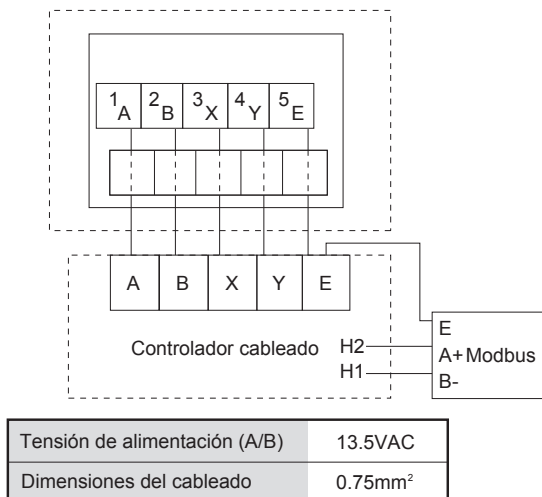 1A 2B 3X 4Y 5E
A B X Y E
Controlador cableado
H2
H1
E
A+ Modbus
B-
Tensión de alimentación (A/B) 13.5VAC
Dimensiones del cableado 0.75mm²